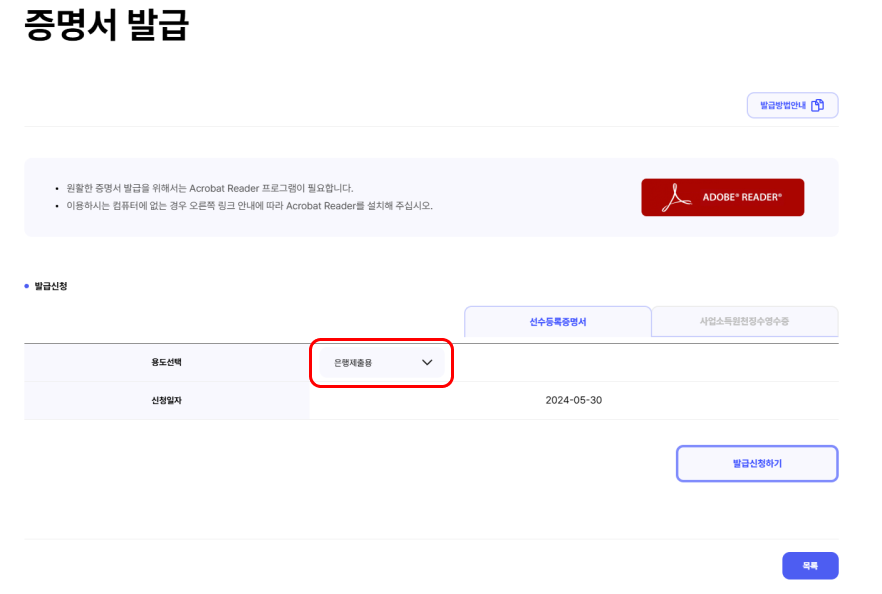 증명서 발급
발급방법안내
• 원활한 증명서 발급을 위해서는 Acrobat Reader 프로그램이 필요합니다.
• 이용하시는 컴퓨터에 없는 경우 오른쪽 링크 안내에 따라 Acrobat Reader를 설치해 주십시오.
ADOBE® READER®
• 발급신청
선수등록증명서 사업소득원천징수영수증
용도선택 은행제출용
신청일자 2024-05-30
발급신청하기
목록